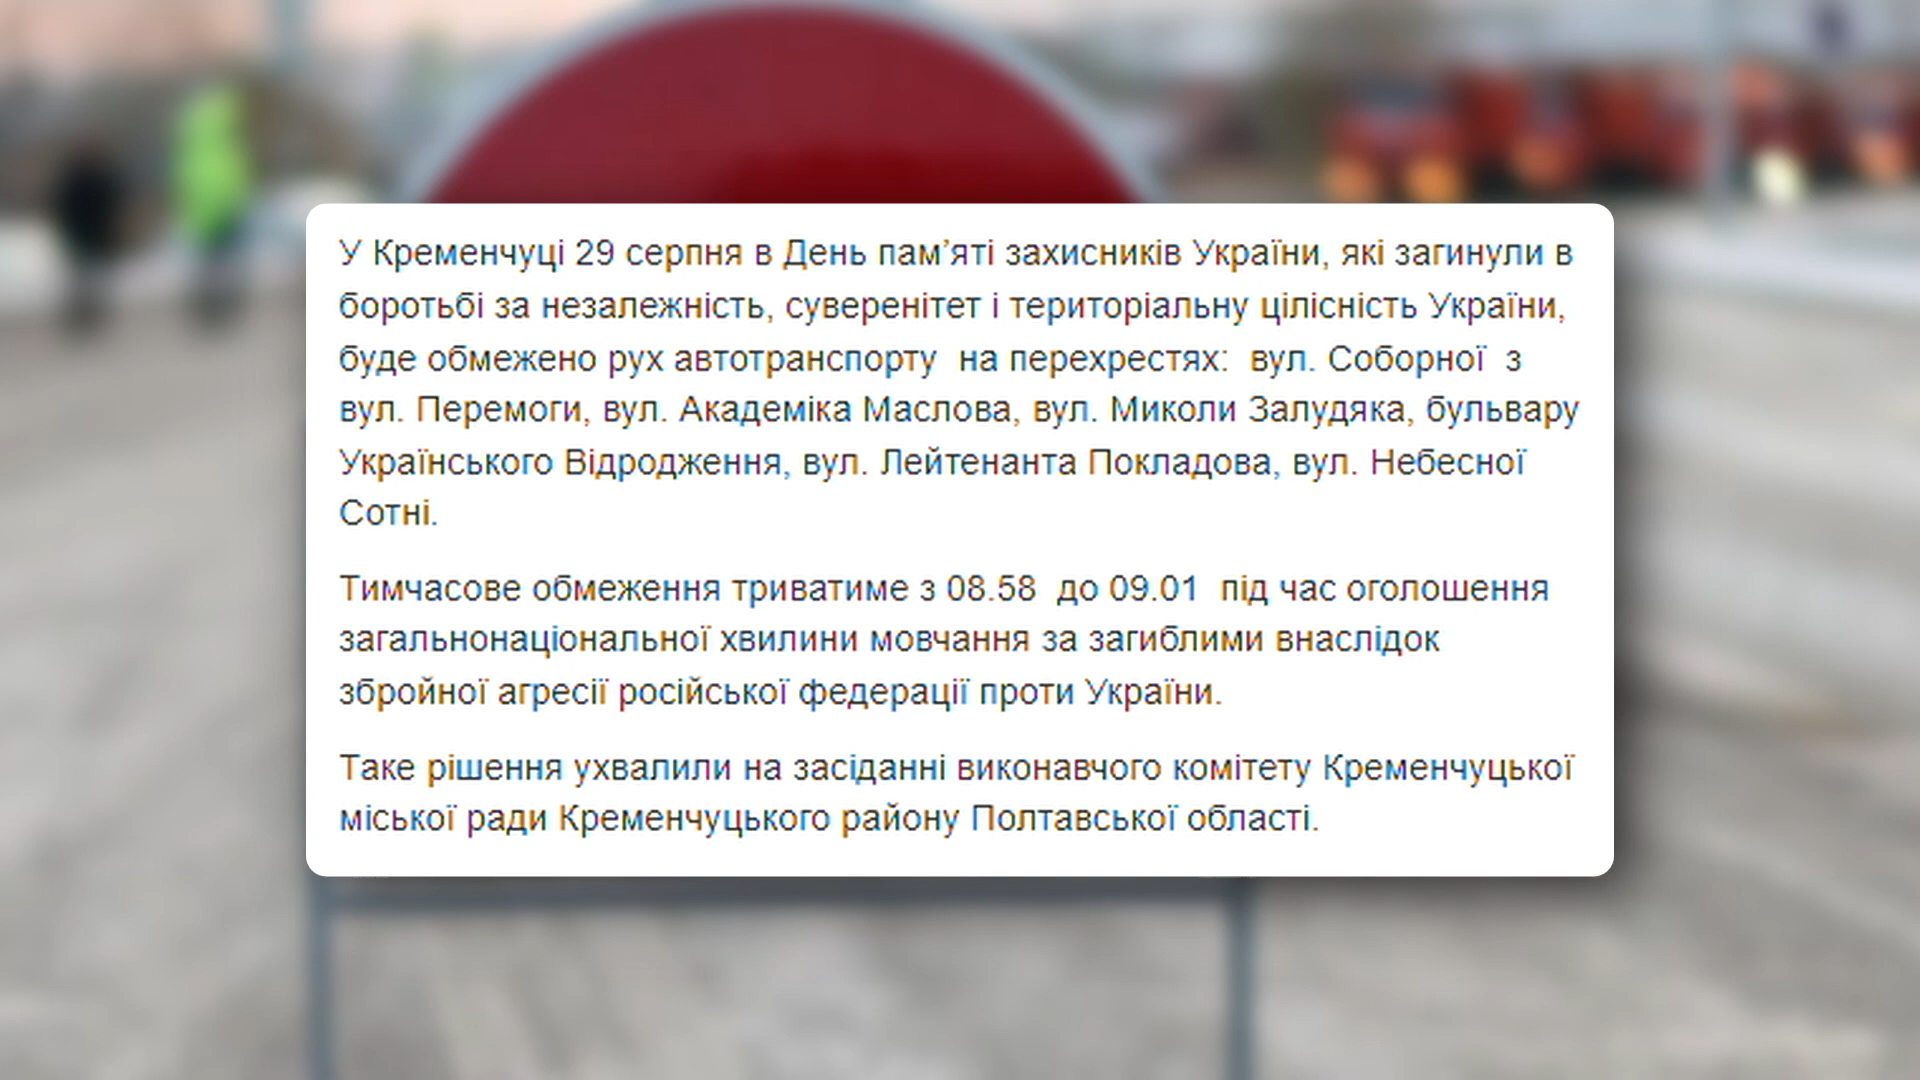 У Кременчуці 29 серпня в День пам’яті захисників України, які загинули в
боротьбі за незалежність, суверенітет і територіальну цілісність України,
буде обмежено рух автотранспорту на перехрестях: вул. Соборної з
вул. Перемоги, вул. Академіка Маслова, вул. Миколи Залудяка, бульвару
Українського Відродження, вул. Лейтенанта Покладова, вул. Небесної
Сотні.
Тимчасове обмеження триватиме з 08.58 до 09.01 під час оголошення
загальнонаціональної хвилини мовчання за загиблими внаслідок
збройної агресії російської федерації проти України.
Таке рішення ухвалили на засіданні виконавчого комітету Кременчуцької
міської ради Кременчуцького району Полтавської області.